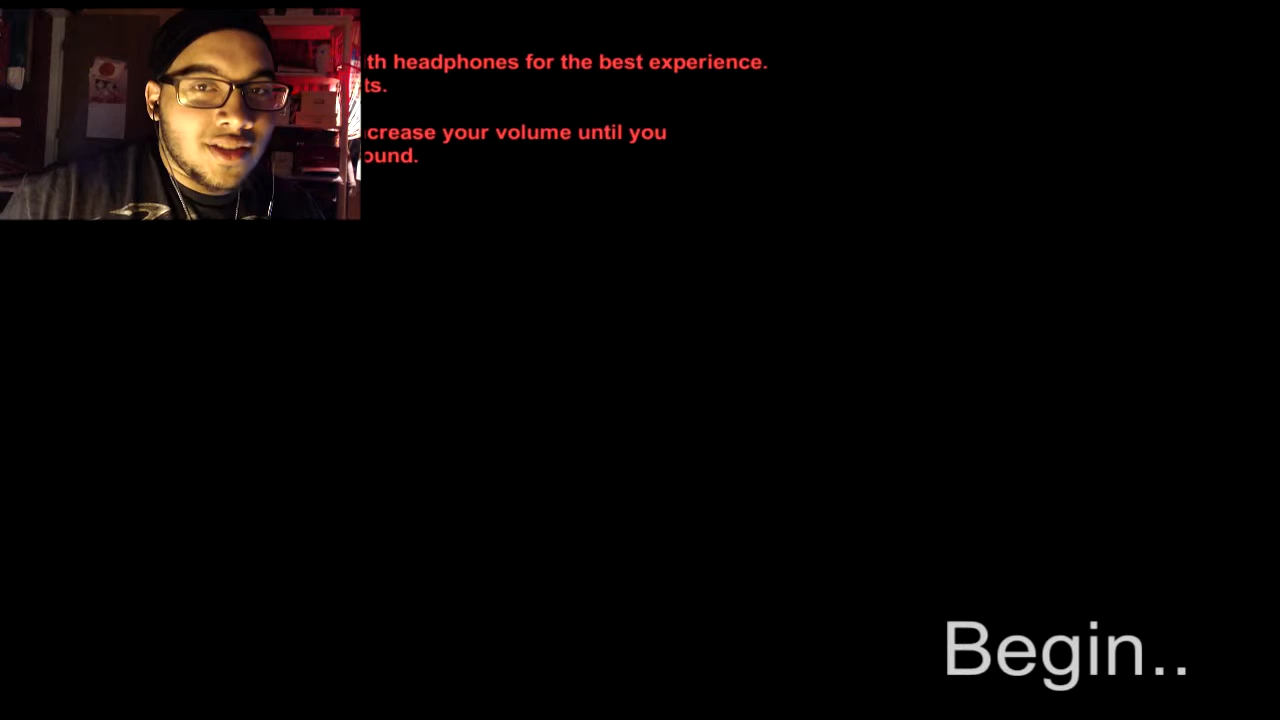 th headphones for the best experience.
ts.
crease your volume until you
ound.
Begin..